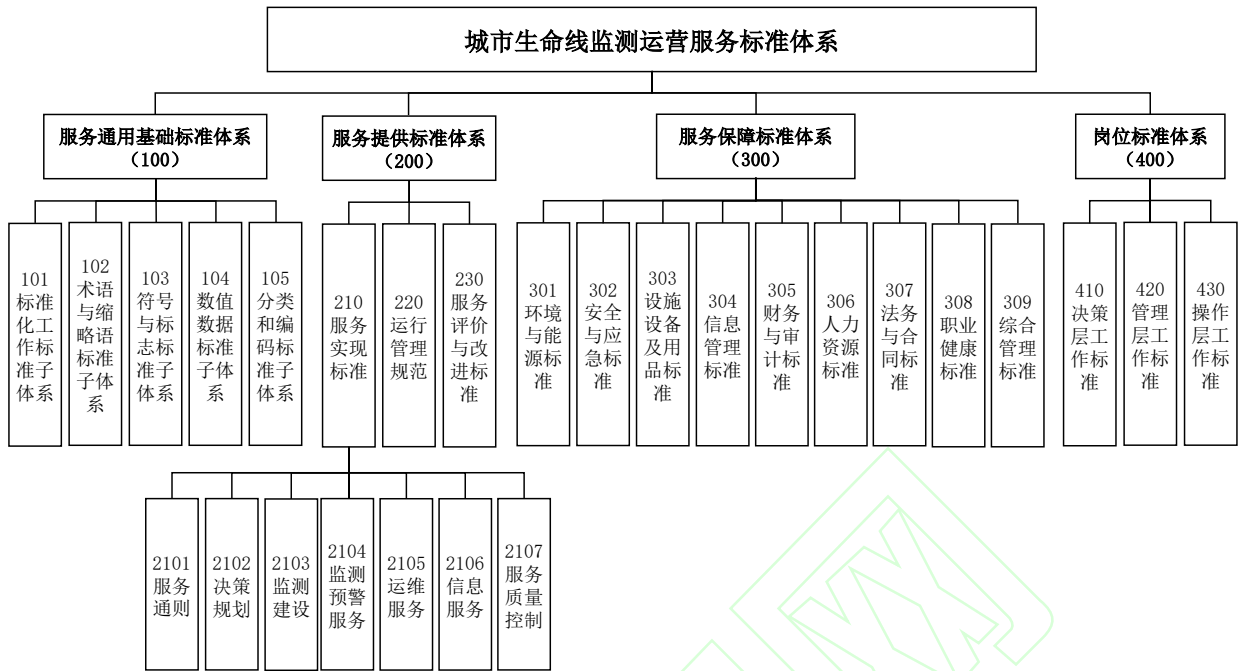 城市生命线监测运营服务标准体系
服务通用基础标准体系
（100）
服务提供标准体系
（200）
服务保障标准体系
（300）
岗位标准体系
（400）
101
标准
化工
作标
准子
体系
102
术语
与缩
略语
标准
子体
系
103
符号
与标
志标
准子
体系
104
数值
数据
标准
子体
系
105
分类
和编
码标
准子
体系
210
服务
实现
标准
220
运行
管理
规范
230
服务
评价
与改
进标
准
301
环境
与能
源标
准
302
安全
与应
急标
准
303
设施
设备
及用
品标
准
304
信息
管理
标准
305
财务
与审
计标
准
306
人力
资源
标准
307
法务
与合
同标
准
308
职业
健康
标准
309
综合
管理
标准
410
决策
层工
作标
准
420
管理
层工
作标
准
430
操作
层工
作标
准
2101
服务
通则
2102
决策
规划
2103
监测
建设
2104
监测
预警
服务
2105
运维
服务
2106
信息
服务
2107
服务
质量
控制